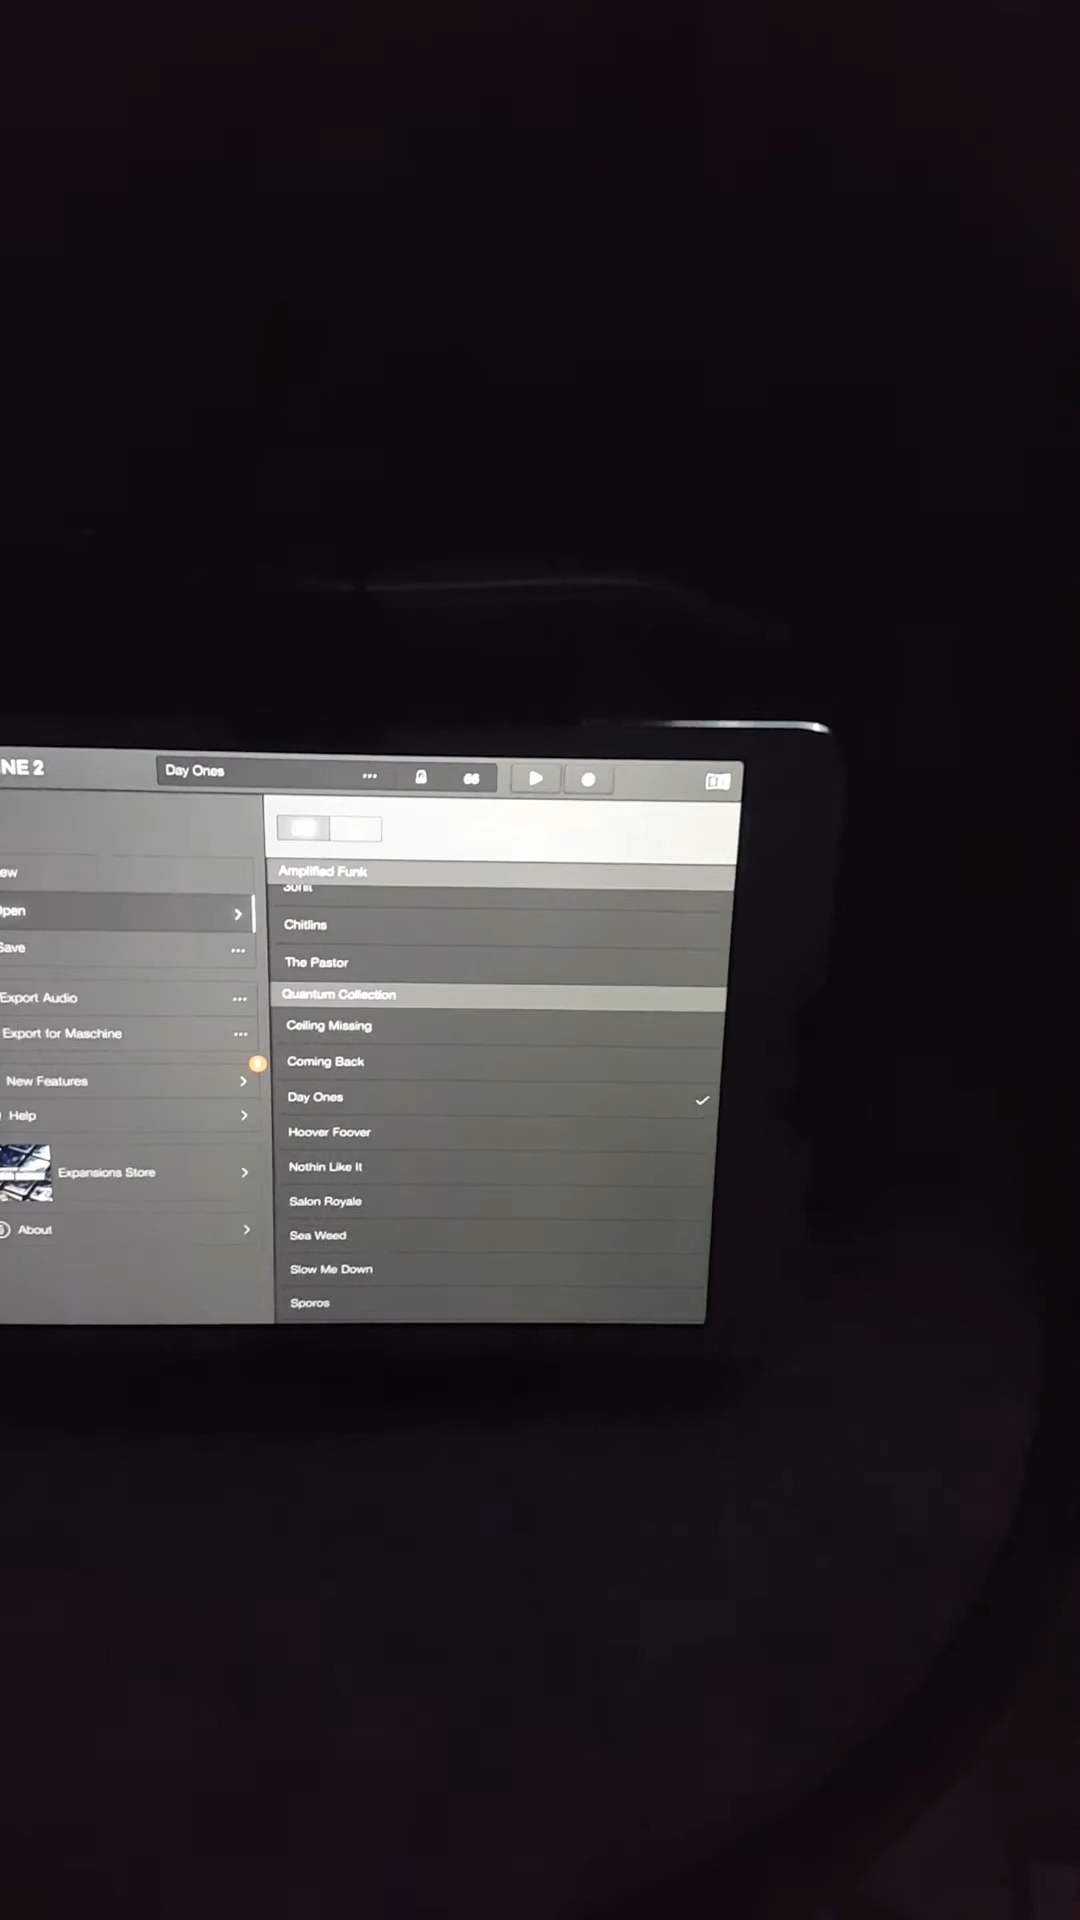 NE 2
Day Ones
66
ew
Open
Save
Export Audio
Export for Maschine
New Features
Help
Expansions Store
About
Amplified Funk
Chitlins
The Pastor
Quantum Collection
Ceiling Missing
Coming Back
Day Ones
Hoover Foover
Nothin Like It
Salon Royale
Sea Weed
Slow Me Down
Sporos